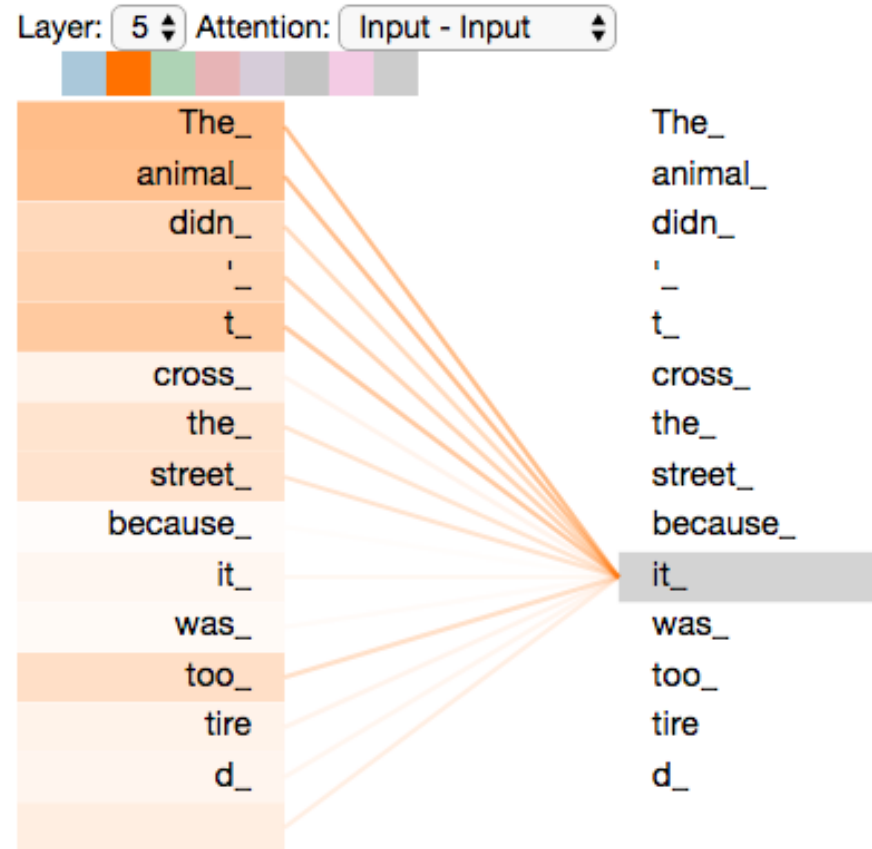 Layer: 5 Attention: Input - Input
The_ The_
animal_ animal_
didn_ didn_
'_ '_
t_ t_
cross_ cross_
the_ the_
street_ street_
because_ because_
it_ it_
was_ was_
too_ too_
tire tire
d_ d_